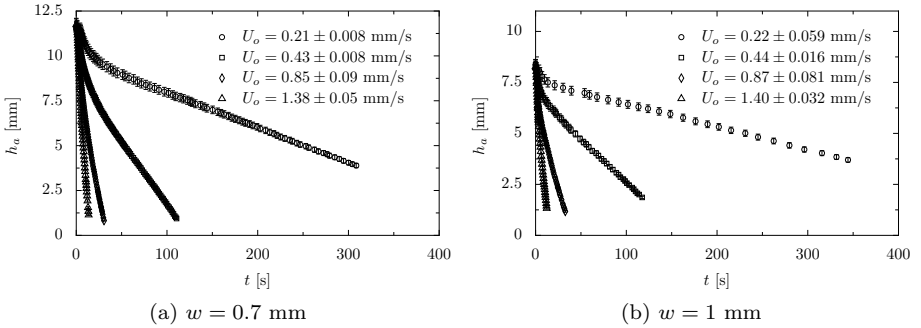 12.5
10
7.5
5
2.5
0
h_a [mm]
0 100 200 300 400
t [s]
U_o = 0.21 ± 0.008 mm/s
U_o = 0.43 ± 0.008 mm/s
U_o = 0.85 ± 0.09 mm/s
U_o = 1.38 ± 0.05 mm/s
(a) w = 0.7 mm
10
7.5
5
2.5
0
h_a [mm]
0 100 200 300 400
t [s]
U_o = 0.22 ± 0.059 mm/s
U_o = 0.44 ± 0.016 mm/s
U_o = 0.87 ± 0.081 mm/s
U_o = 1.40 ± 0.032 mm/s
(b) w = 1 mm